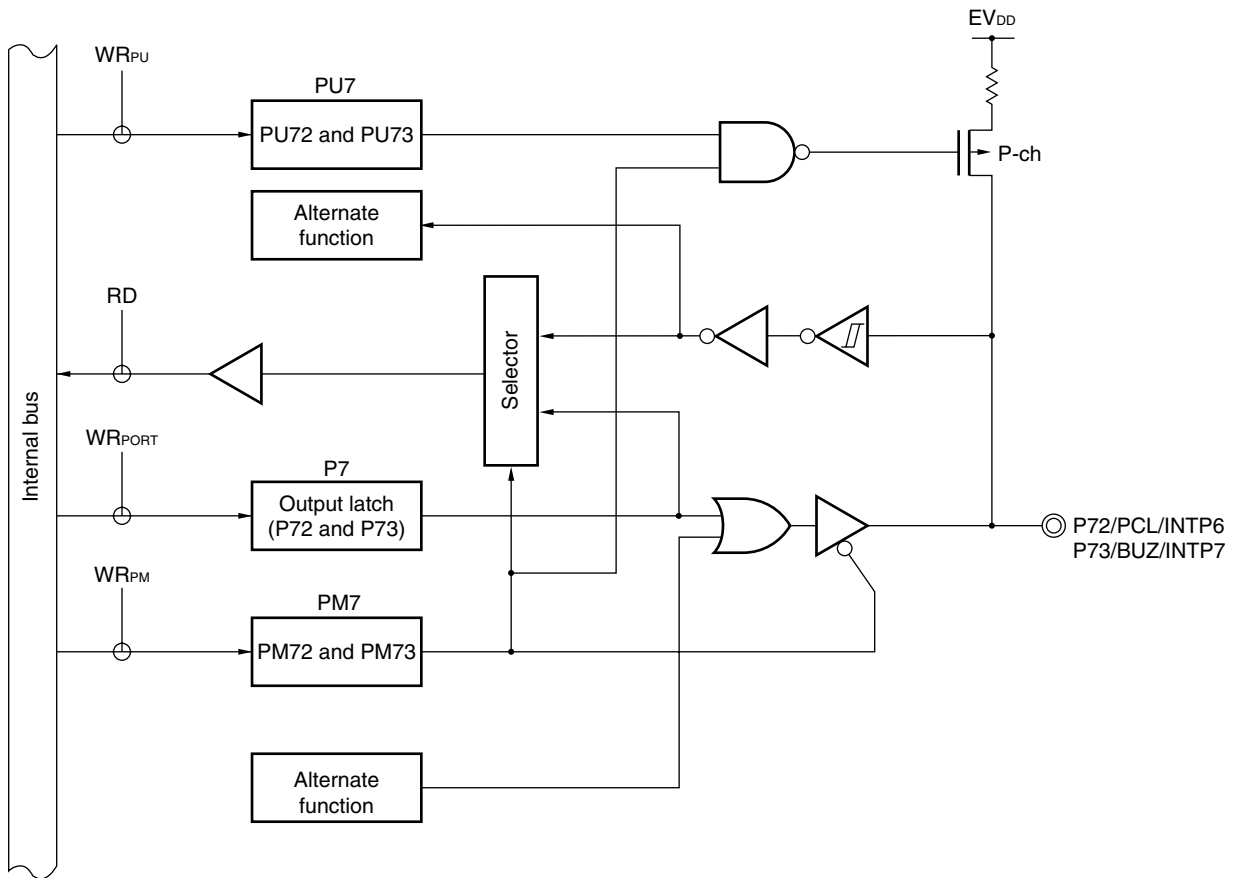 EVDD
WRPU
PU7
PU72 and PU73
P-ch
Alternate
function
RD
Selector
Internal bus
WRPORT
P7
Output latch
(P72 and P73)
P72/PCL/INTP6
P73/BUZ/INTP7
WRPM
PM7
PM72 and PM73
Alternate
function